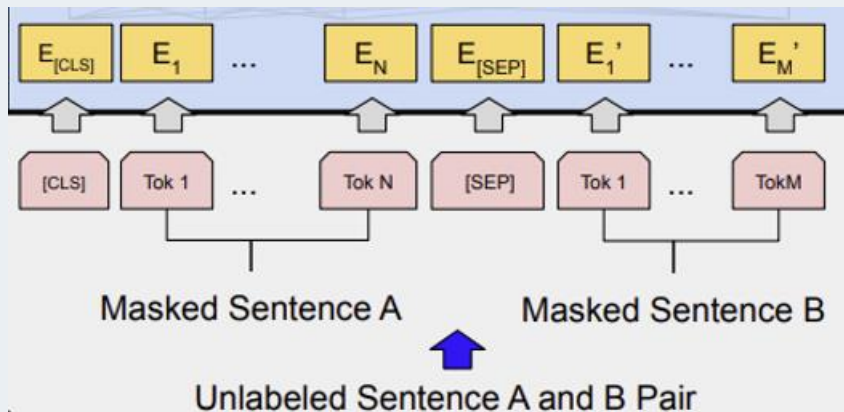 E[CLS] E1 ... EN E[SEP] E1' ... EM'
[CLS] Tok 1 ... Tok N [SEP] Tok 1 ... TokM
Masked Sentence A Masked Sentence B
Unlabeled Sentence A and B Pair